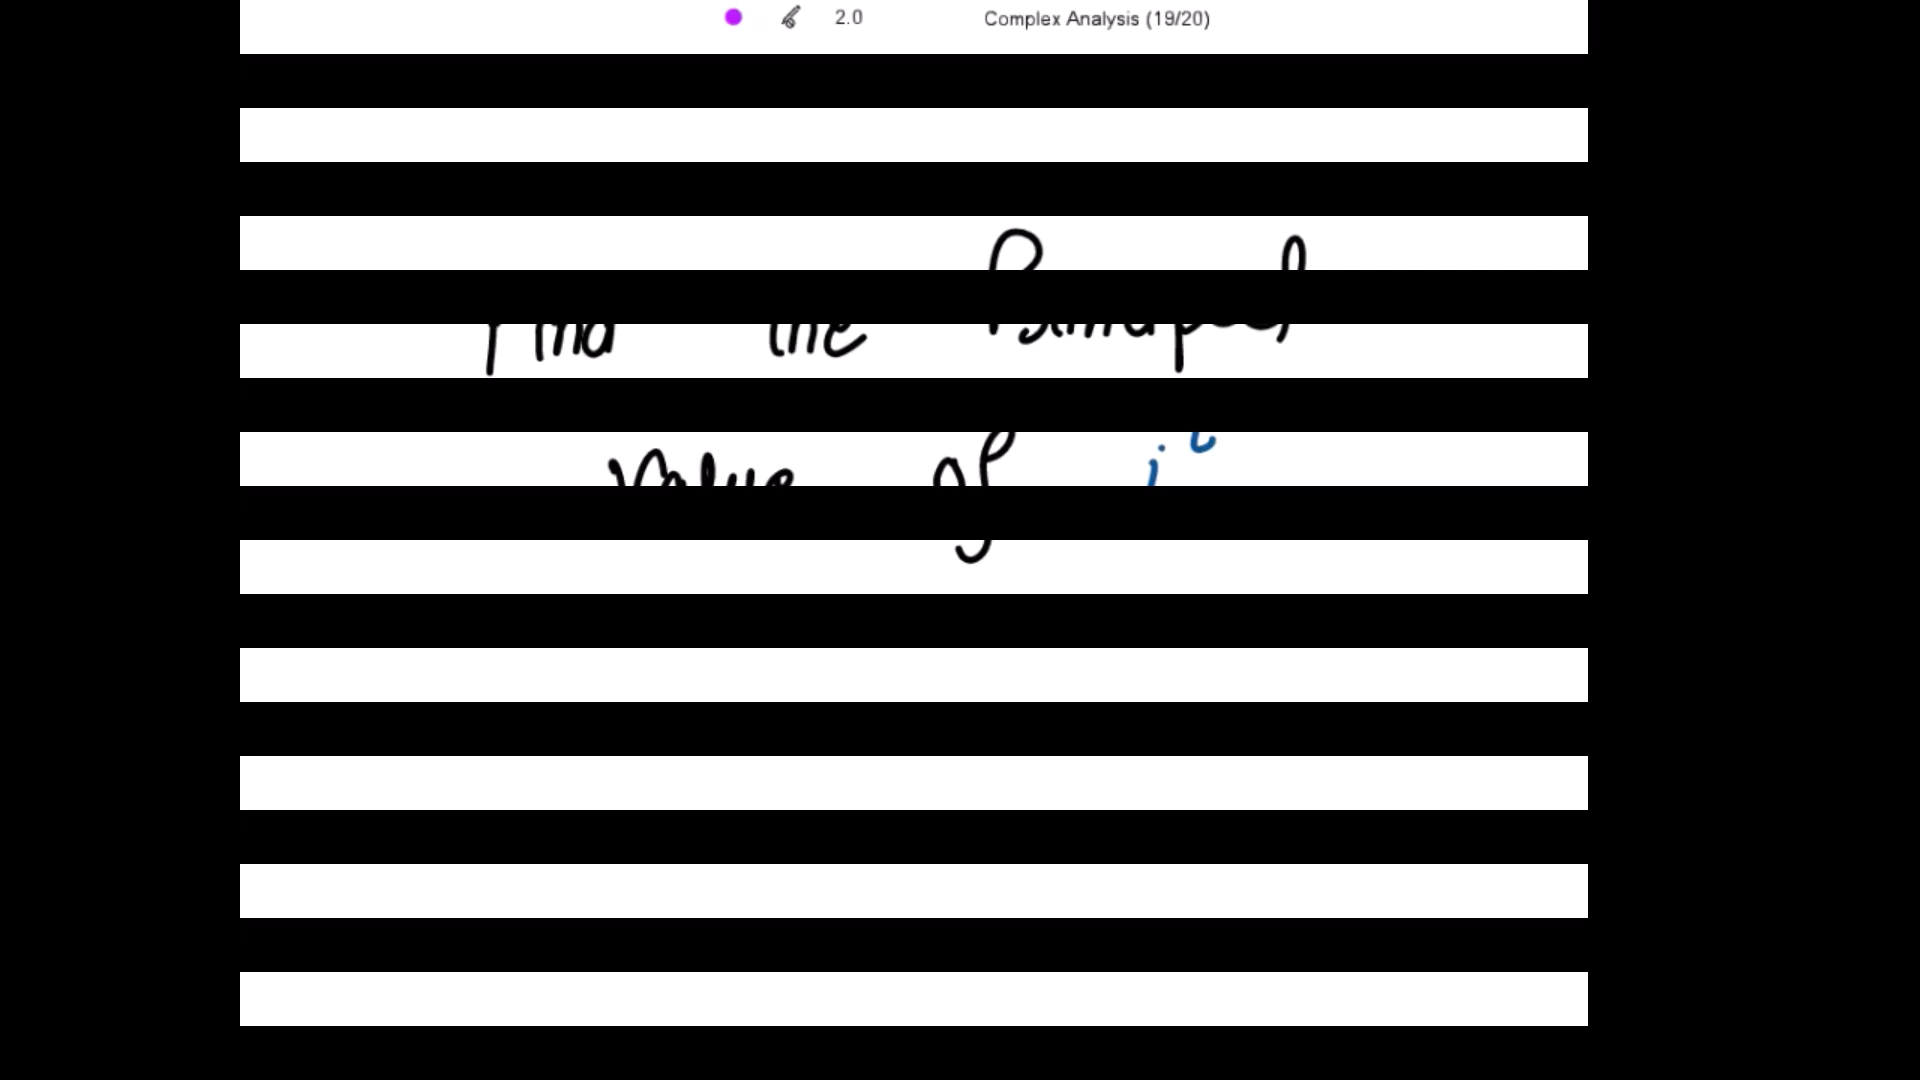 2.0 Complex Analysis (19/20)
find the Principal
value of i^i